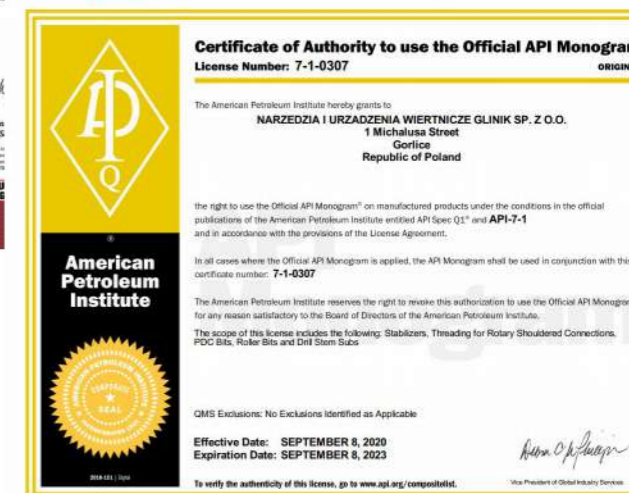 Certificate of Authority to use the Official API Monogra
License Number: 7-1-0307
ORIGIN
The American Petroleum Institute hereby grants to
NARZEDZIA I URZADZENIA WIERTNICZE GLINIK SP. Z O.O.
1 Michalusa Street
Gorlice
Republic of Poland
the right to use the Official API Monogram® on manufactured products under the conditions in the official
publications of the American Petroleum Institute entitled API Spec Q1® and API-7-1
and in accordance with the provisions of the License Agreement.
American
Petroleum
Institute
In all cases where the Official API Monogram is applied, the API Monogram shall be used in conjunction with this
certificate number: 7-1-0307
The American Petroleum Institute reserves the right to revoke this authorization to use the Official API Monogram
for any reason satisfactory to the Board of Directors of the American Petroleum Institute.
The scope of this license includes the following: Stabilizers, Threading for Rotary Shouldered Connections,
PDC Bits, Roller Bits and Drill Stem Subs
CORPORATE
SEAL
QMS Exclusions: No Exclusions Identified as Applicable
Effective Date: SEPTEMBER 8, 2020
Expiration Date: SEPTEMBER 8, 2023
To verify the authenticity of this license, go to www.api.org/compositelist.
Vice President of Global Industry Services